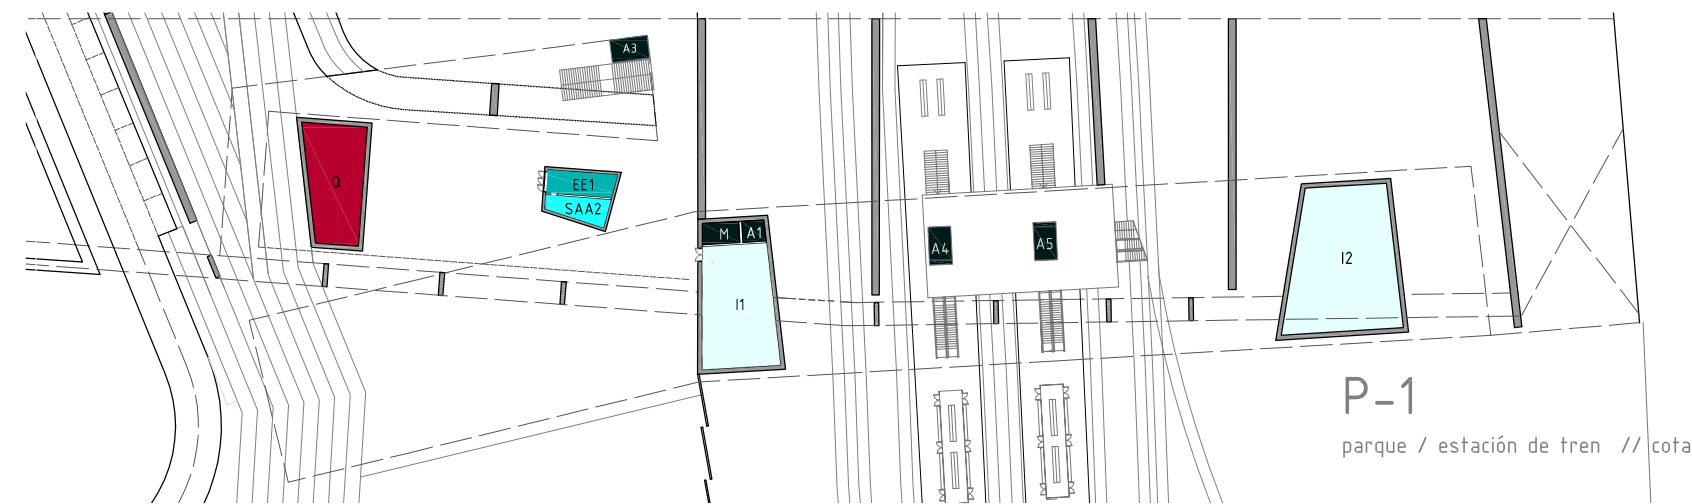 A3
Q
EE1
SAA2
M A1
A4
A5
I1
I2
P-1
parque / estación de tren // cota